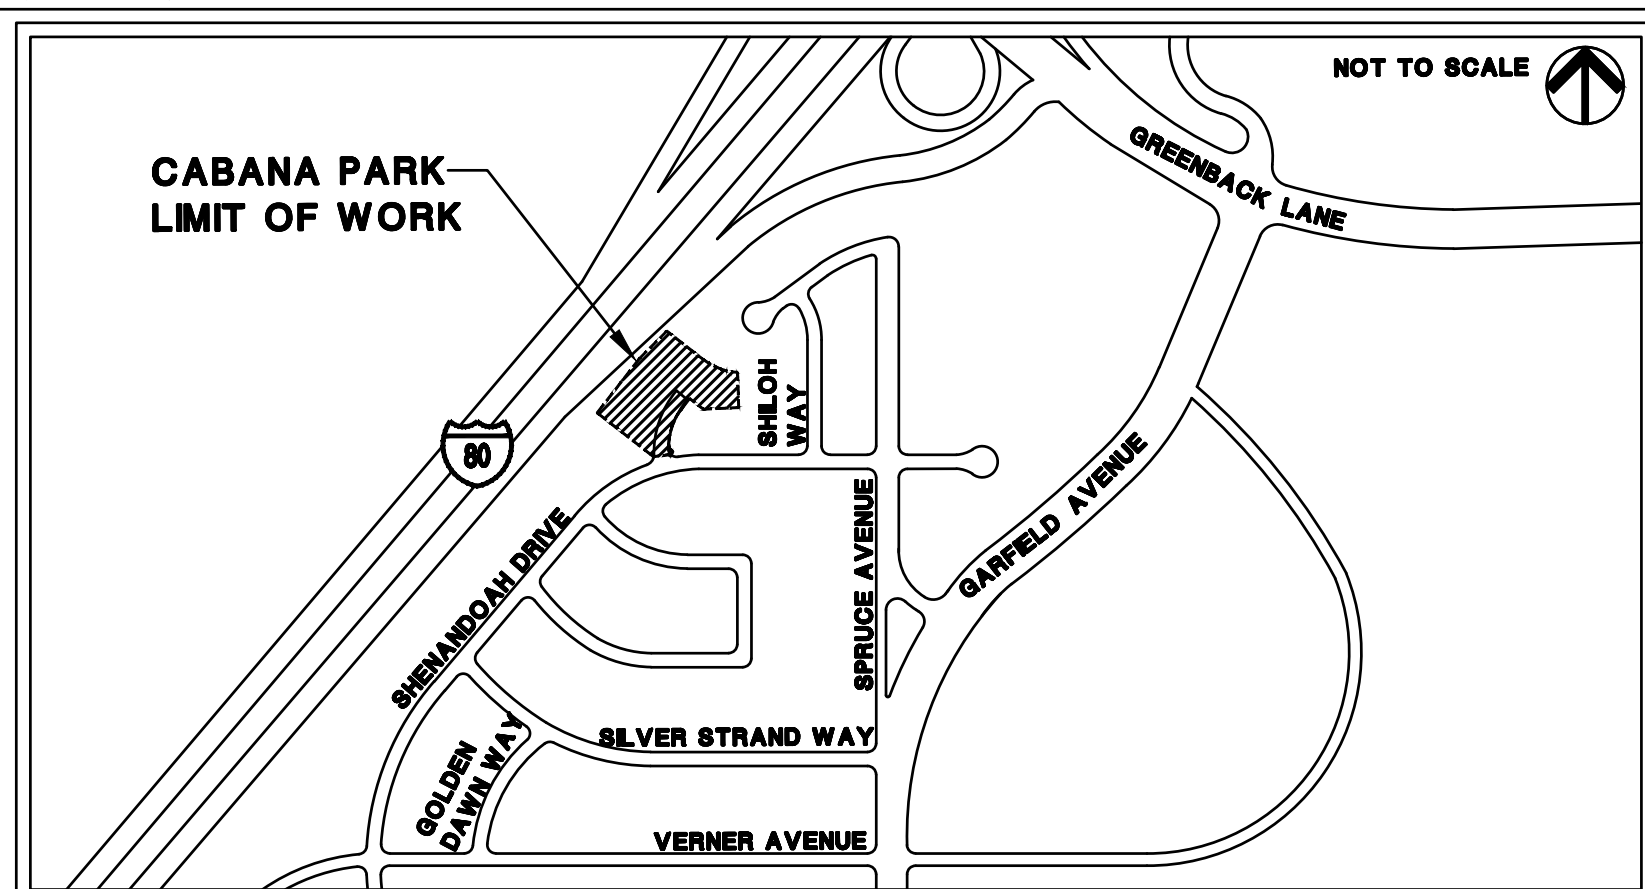 NOT TO SCALE
CABANA PARK
LIMIT OF WORK
GREENBACK LANE
SHILOH
WAY
80
GARFIELD AVENUE
SPRUCE AVENUE
SHENANDOAH DRIVE
SILVER STRAND WAY
GOLDEN
DAWN WAY
VERNER AVENUE